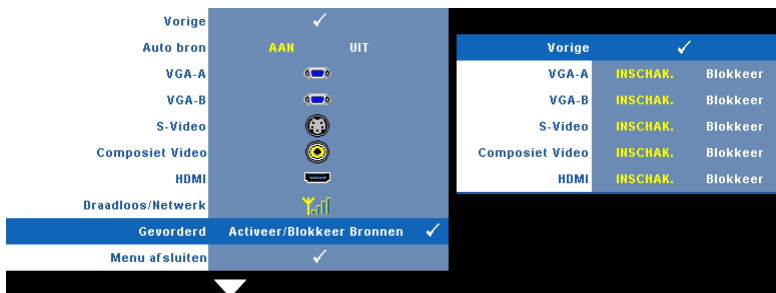 Vorige
Auto bron AAN UIT
VGA-A
VGA-B
S-Video
Composiet Video
HDMI
Draadloos/Netwerk
Gevorderd Activeer/Blokkeer Bronnen
Menu afsluiten
Vorige
VGA-A INSCHAK. Blokkeer
VGA-B INSCHAK. Blokkeer
S-Video INSCHAK. Blokkeer
Composiet Video INSCHAK. Blokkeer
HDMI INSCHAK. Blokkeer